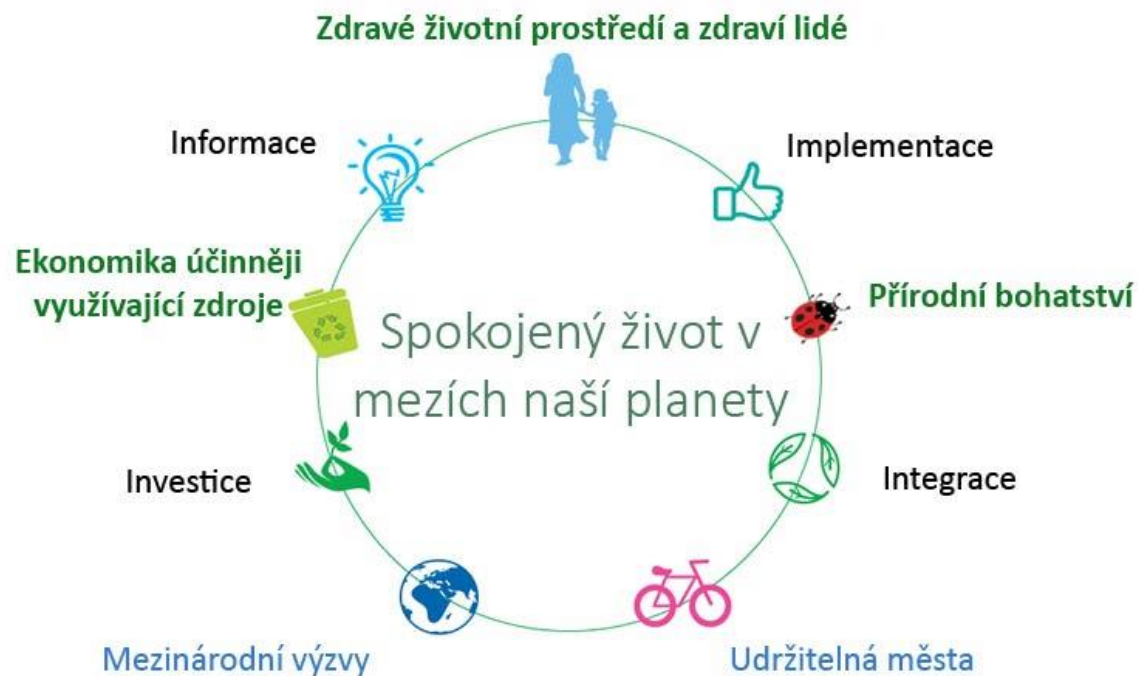 Zdravé životní prostředí a zdraví lidé
Informace
Implementace
Ekonomika účinněji
využívající zdroje
Přírodní bohatství
Spokojený život v
mezích naší planety
Investice
Integrace
Mezinárodní výzvy
Udržitelná města